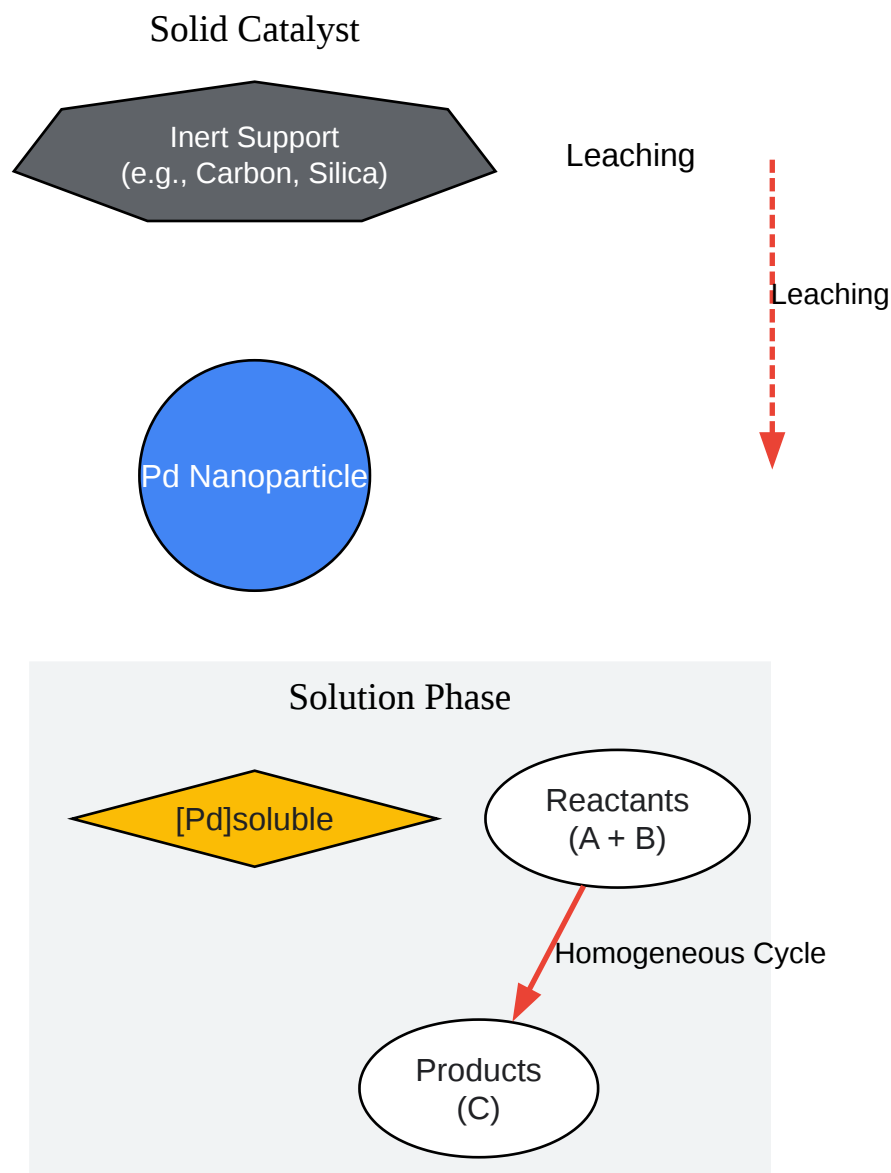 Solid Catalyst
Inert Support
(e.g., Carbon, Silica)
Leaching
Leaching
Pd Nanoparticle
Solution Phase
[Pd]soluble
Reactants
(A + B)
Homogeneous Cycle
Products
(C)